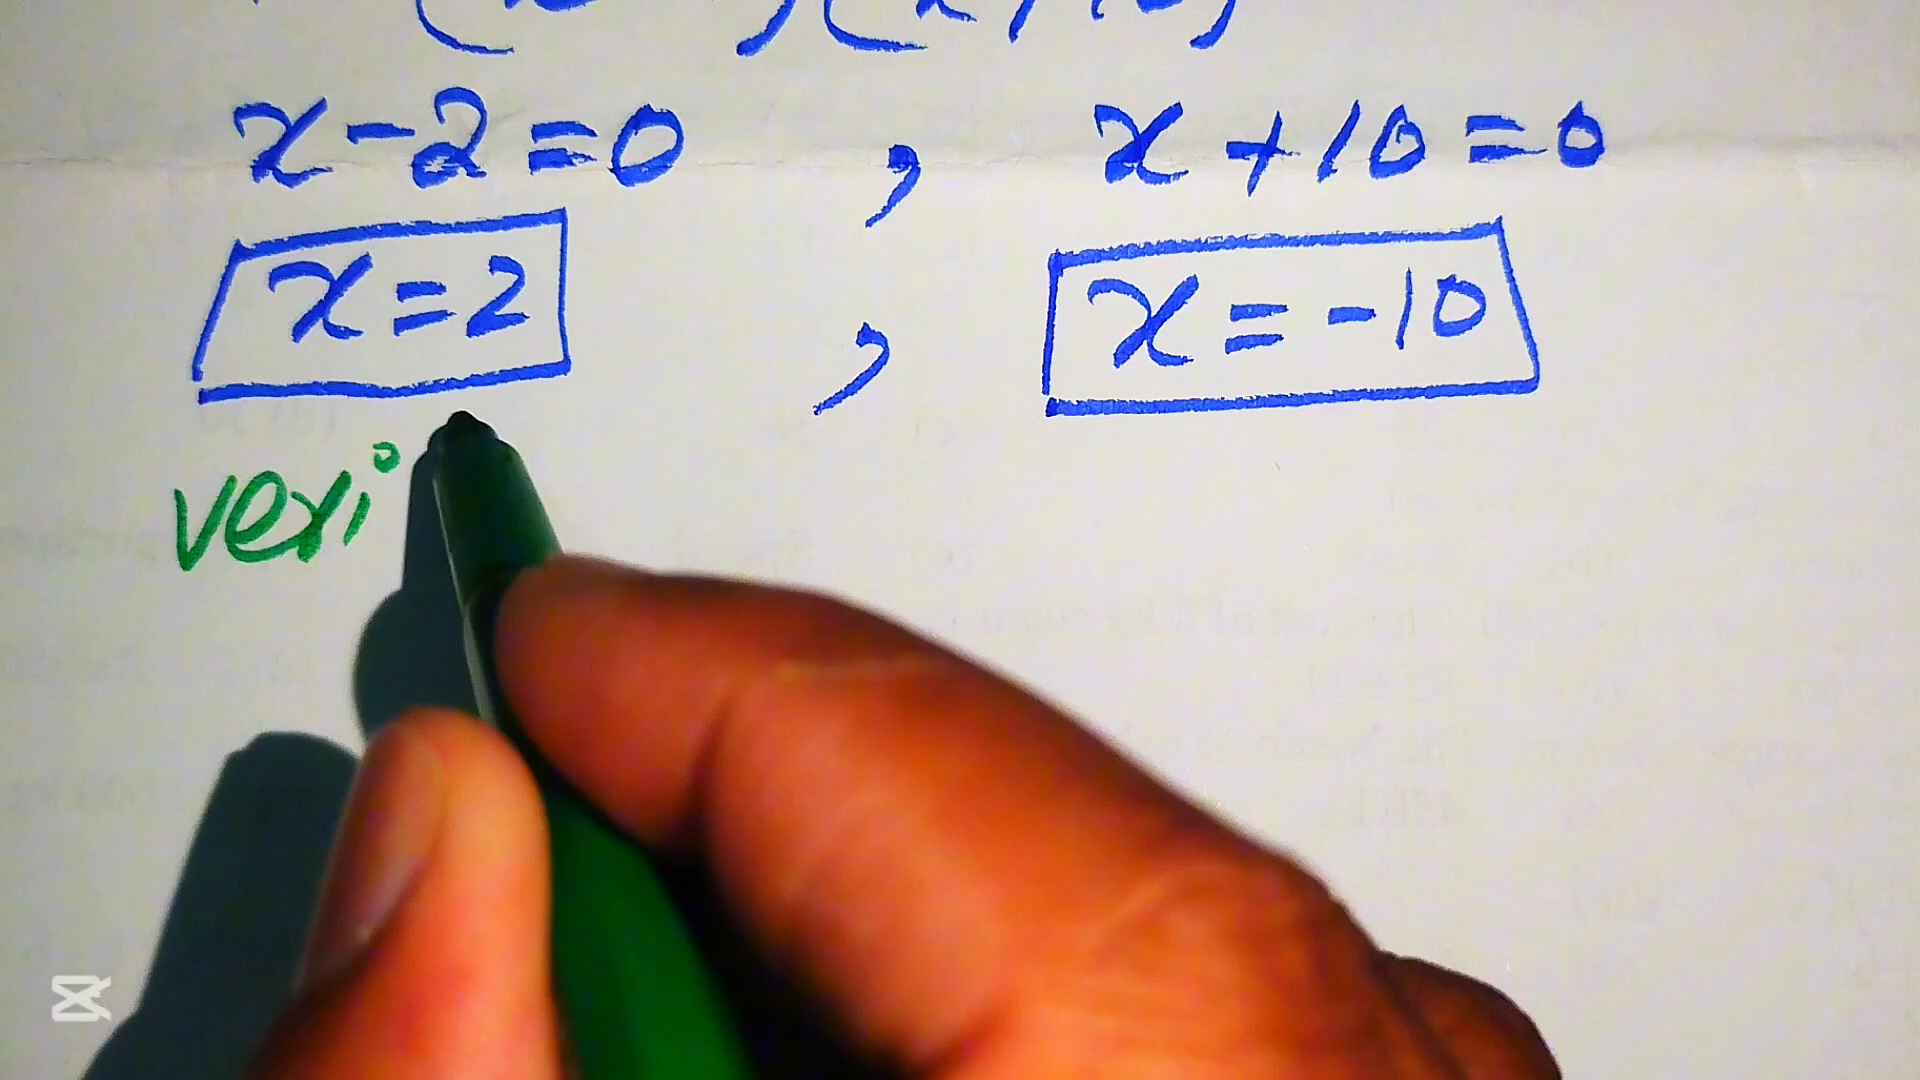 x-2=0 , x+10=0
x=2 , x=-10
veri